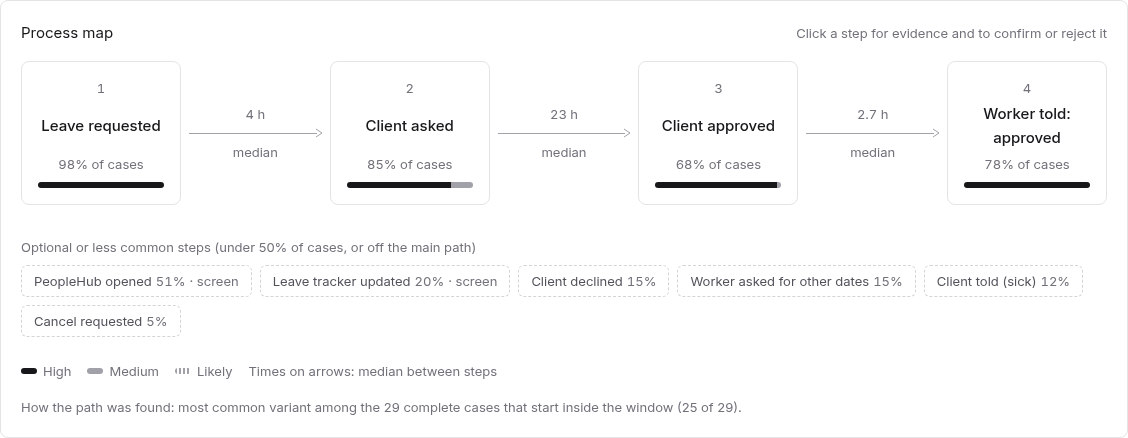 Process map
Click a step for evidence and to confirm or reject it
1
Leave requested
98% of cases
4 h
median
2
Client asked
85% of cases
23 h
median
3
Client approved
68% of cases
2.7 h
median
4
Worker told:
approved
78% of cases
Optional or less common steps (under 50% of cases, or off the main path)
PeopleHub opened 51% · screen
Leave tracker updated 20% · screen
Client declined 15%
Worker asked for other dates 15%
Client told (sick) 12%
Cancel requested 5%
High
Medium
Likely
Times on arrows: median between steps
How the path was found: most common variant among the 29 complete cases that start inside the window (25 of 29).